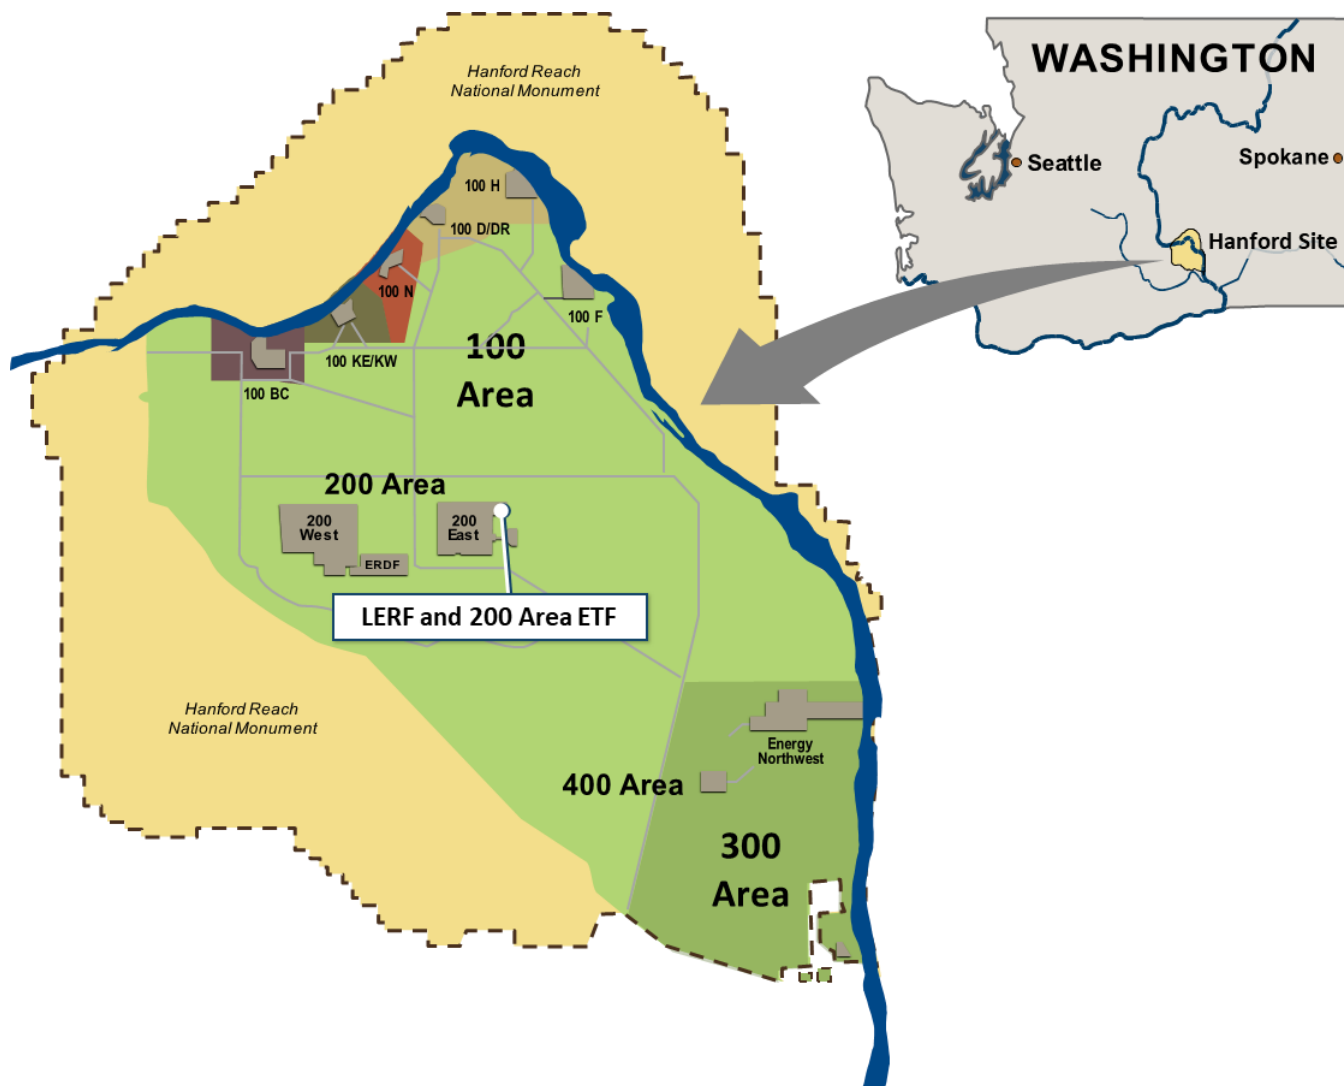 Hanford Reach
National Monument
WASHINGTON
Seattle
Spokane
Hanford Site
100 H
100 D/DR
100 N
100 F
100 KE/KW
100 BC
100
Area
200 Area
200
West
200
East
ERDF
LERF and 200 Area ETF
Hanford Reach
National Monument
Energy
Northwest
400 Area
300
Area